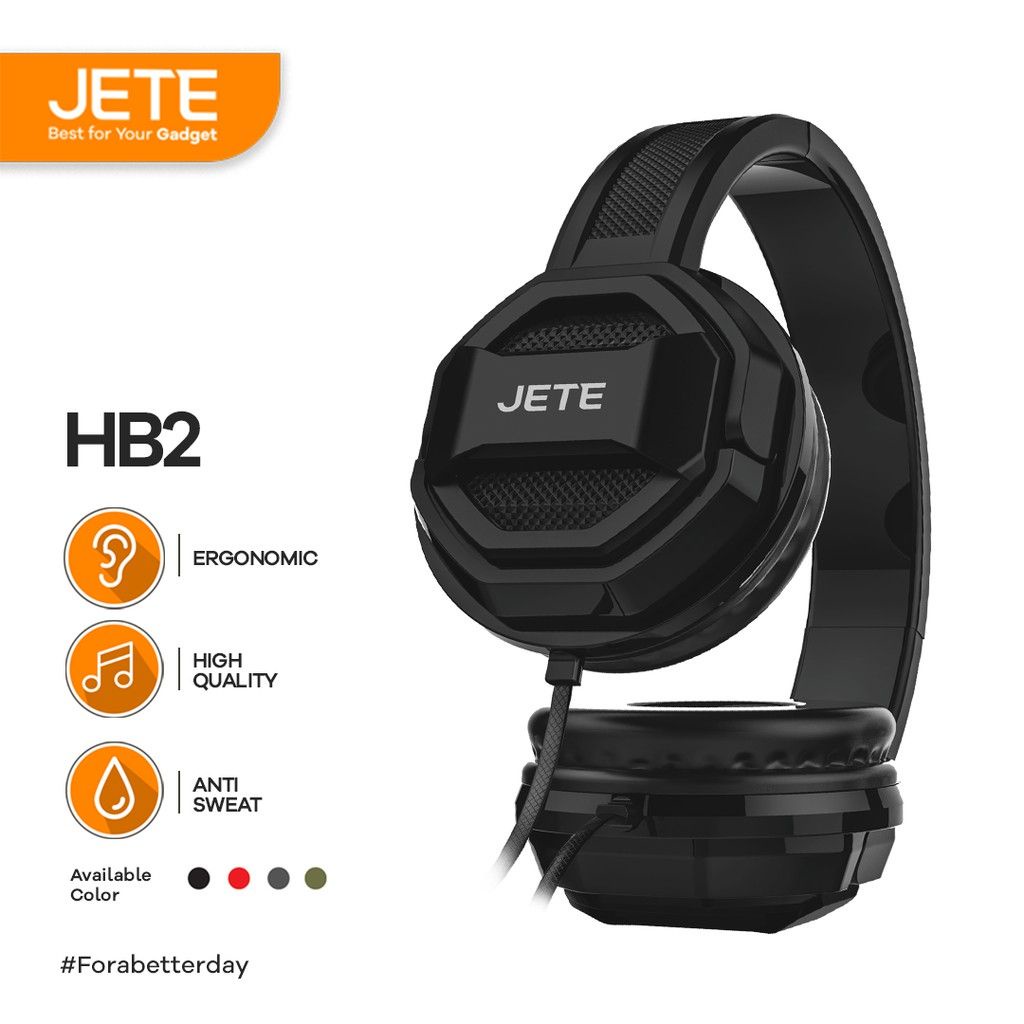 JETE
Best for Your Gadget
JETE
HB2
ERGONOMIC
HIGH
QUALITY
ANTI
SWEAT
Available
Color
#Forabetterday